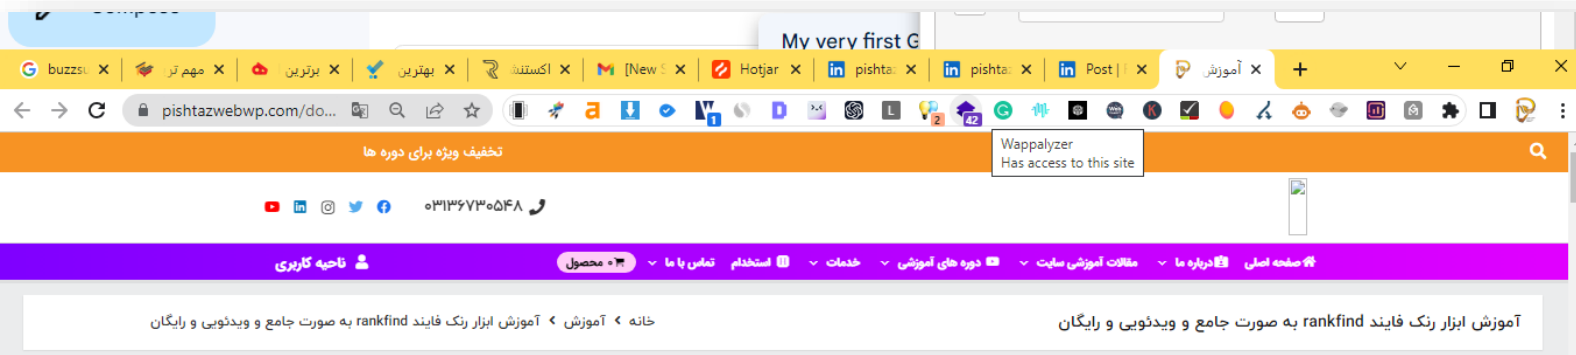 My very first G
buzzsu
مهم تر
برترین
بهترین
اکستنش
[New S
Hotjar
pishta
pishta
Post | F
آموزش
pishtazwebwp.com/do...
1
2
42
Wappalyzer
Has access to this site
تخفیف ویژه برای دوره ها
۰۳۱۳۶۷۳۰۵۴۸
صفحه اصلی درباره ما مقالات آموزشی سایت دوره های آموزشی خدمات استخدام تماس با ما ۰ محصول ناحیه کاربری
آموزش ابزار رنک فایند rankfind به صورت جامع و ویدئویی و رایگان
خانه › آموزش › آموزش ابزار رنک فایند rankfind به صورت جامع و ویدئویی و رایگان